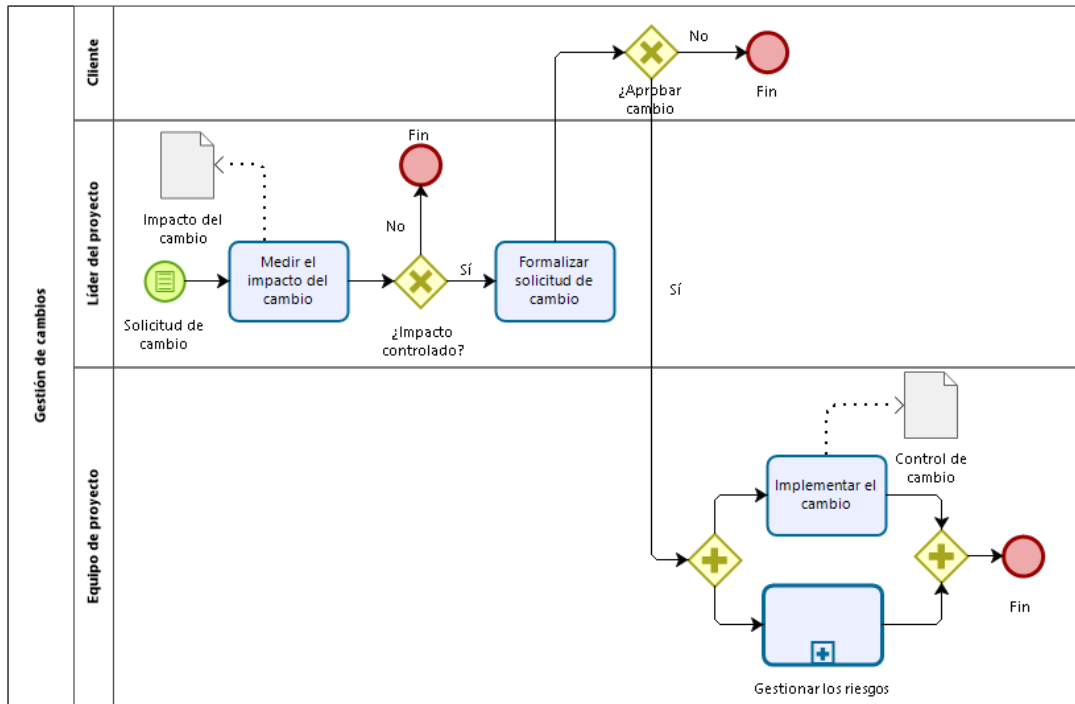 Gestión de cambios
Cliente
¿Aprobar
cambio
No
Fin
Sí
Líder del proyecto
Impacto del
cambio
Solicitud de
cambio
Medir el
impacto del
cambio
¿Impacto
controlado?
No
Fin
Sí
Formalizar
solicitud de
cambio
Equipo de proyecto
Implementar el
cambio
Control de
cambio
Gestionar los riesgos
Fin